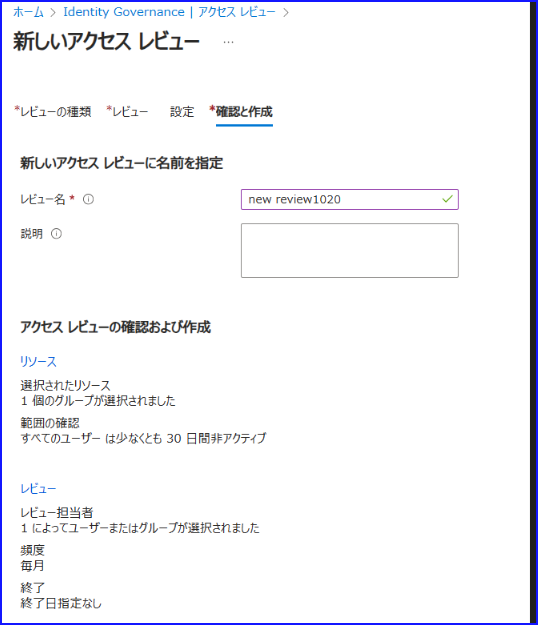 ホーム > Identity Governance | アクセス レビュー >
新しいアクセス レビュー ...
*レビューの種類 *レビュー 設定 *確認と作成
新しいアクセス レビューに名前を指定
レビュー名 * new review1020
説明
アクセス レビューの確認および作成
リソース
選択されたリソース
1 個のグループが選択されました
範囲の確認
すべてのユーザー は少なくとも 30 日間非アクティブ
レビュー
レビュー担当者
1 によってユーザーまたはグループが選択されました
頻度
毎月
終了
終了日指定なし